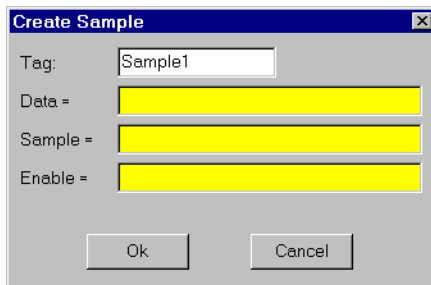 Create Sample
Tag: Sample1
Data =
Sample =
Enable =
Ok Cancel